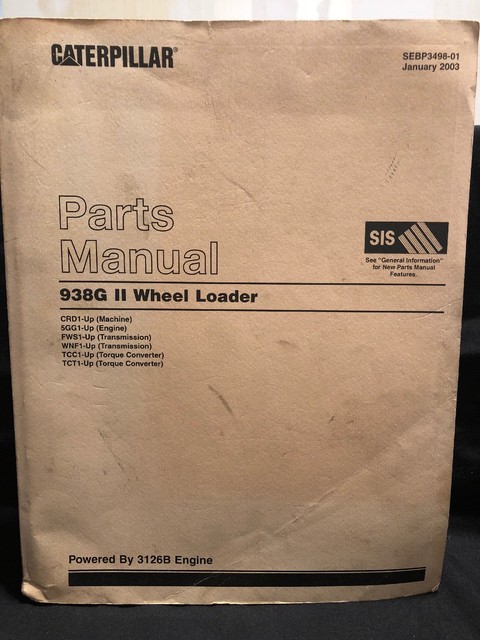 CATERPILLAR®
SEBP3498-01
January 2003
Parts
Manual
SIS
See "General Information"
for New Parts Manual
Features.
938G II Wheel Loader
CRD1-Up (Machine)
5GG1-Up (Engine)
FWS1-Up (Transmission)
WNF1-Up (Transmission)
TCC1-Up (Torque Converter)
TCT1-Up (Torque Converter)
Powered By 3126B Engine